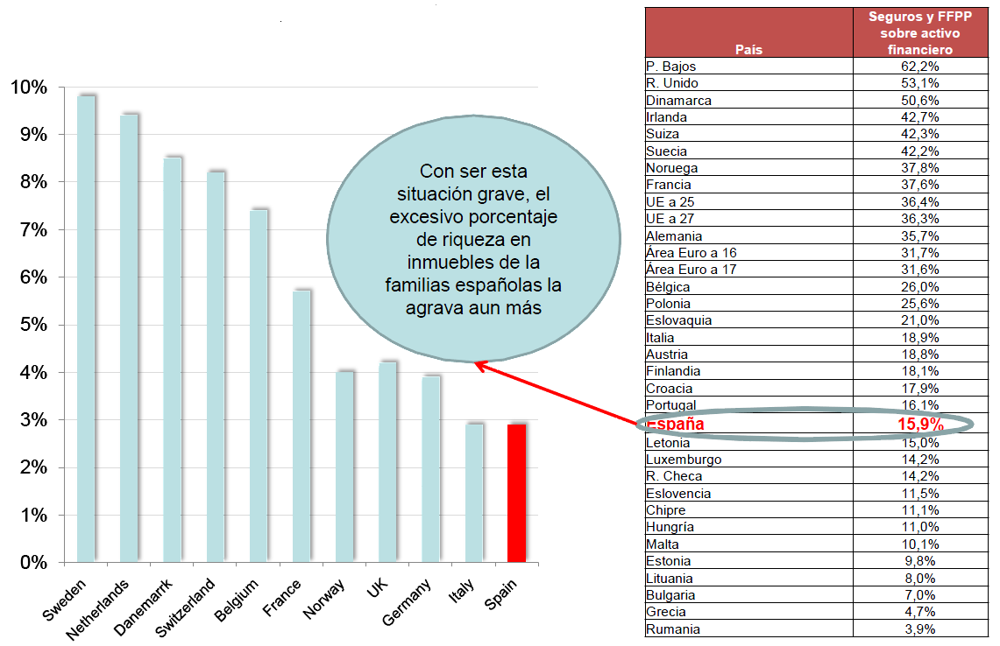 10%
9%
8%
7%
6%
5%
4%
3%
2%
1%
0%
Sweden
Netherlands
Danemark
Switzerland
Belgium
France
Norway
UK
Germany
Italy
Spain
Con ser esta
situación grave, el
excesivo porcentaje
de riqueza en
inmuebles de la
familias españolas la
agrava aun más
País Seguros y FFPP
sobre activo
financiero
P. Bajos 62,2%
R. Unido 53,1%
Dinamarca 50,6%
Irlanda 42,7%
Suiza 42,3%
Suecia 42,2%
Noruega 37,8%
Francia 37,6%
UE a 25 36,4%
UE a 27 36,3%
Alemania 35,7%
Área Euro a 16 31,7%
Área Euro a 17 31,6%
Bélgica 26,0%
Polonia 25,6%
Eslovaquia 21,0%
Italia 18,9%
Austria 18,8%
Finlandia 18,1%
Croacia 17,9%
Portugal 16,1%
España 15,9%
Letonia 15,0%
Luxemburgo 14,2%
R. Checa 14,2%
Eslovencia 11,5%
Chipre 11,1%
Hungría 11,0%
Malta 10,1%
Estonia 9,8%
Lituania 8,0%
Bulgaria 7,0%
Grecia 4,7%
Rumania 3,9%